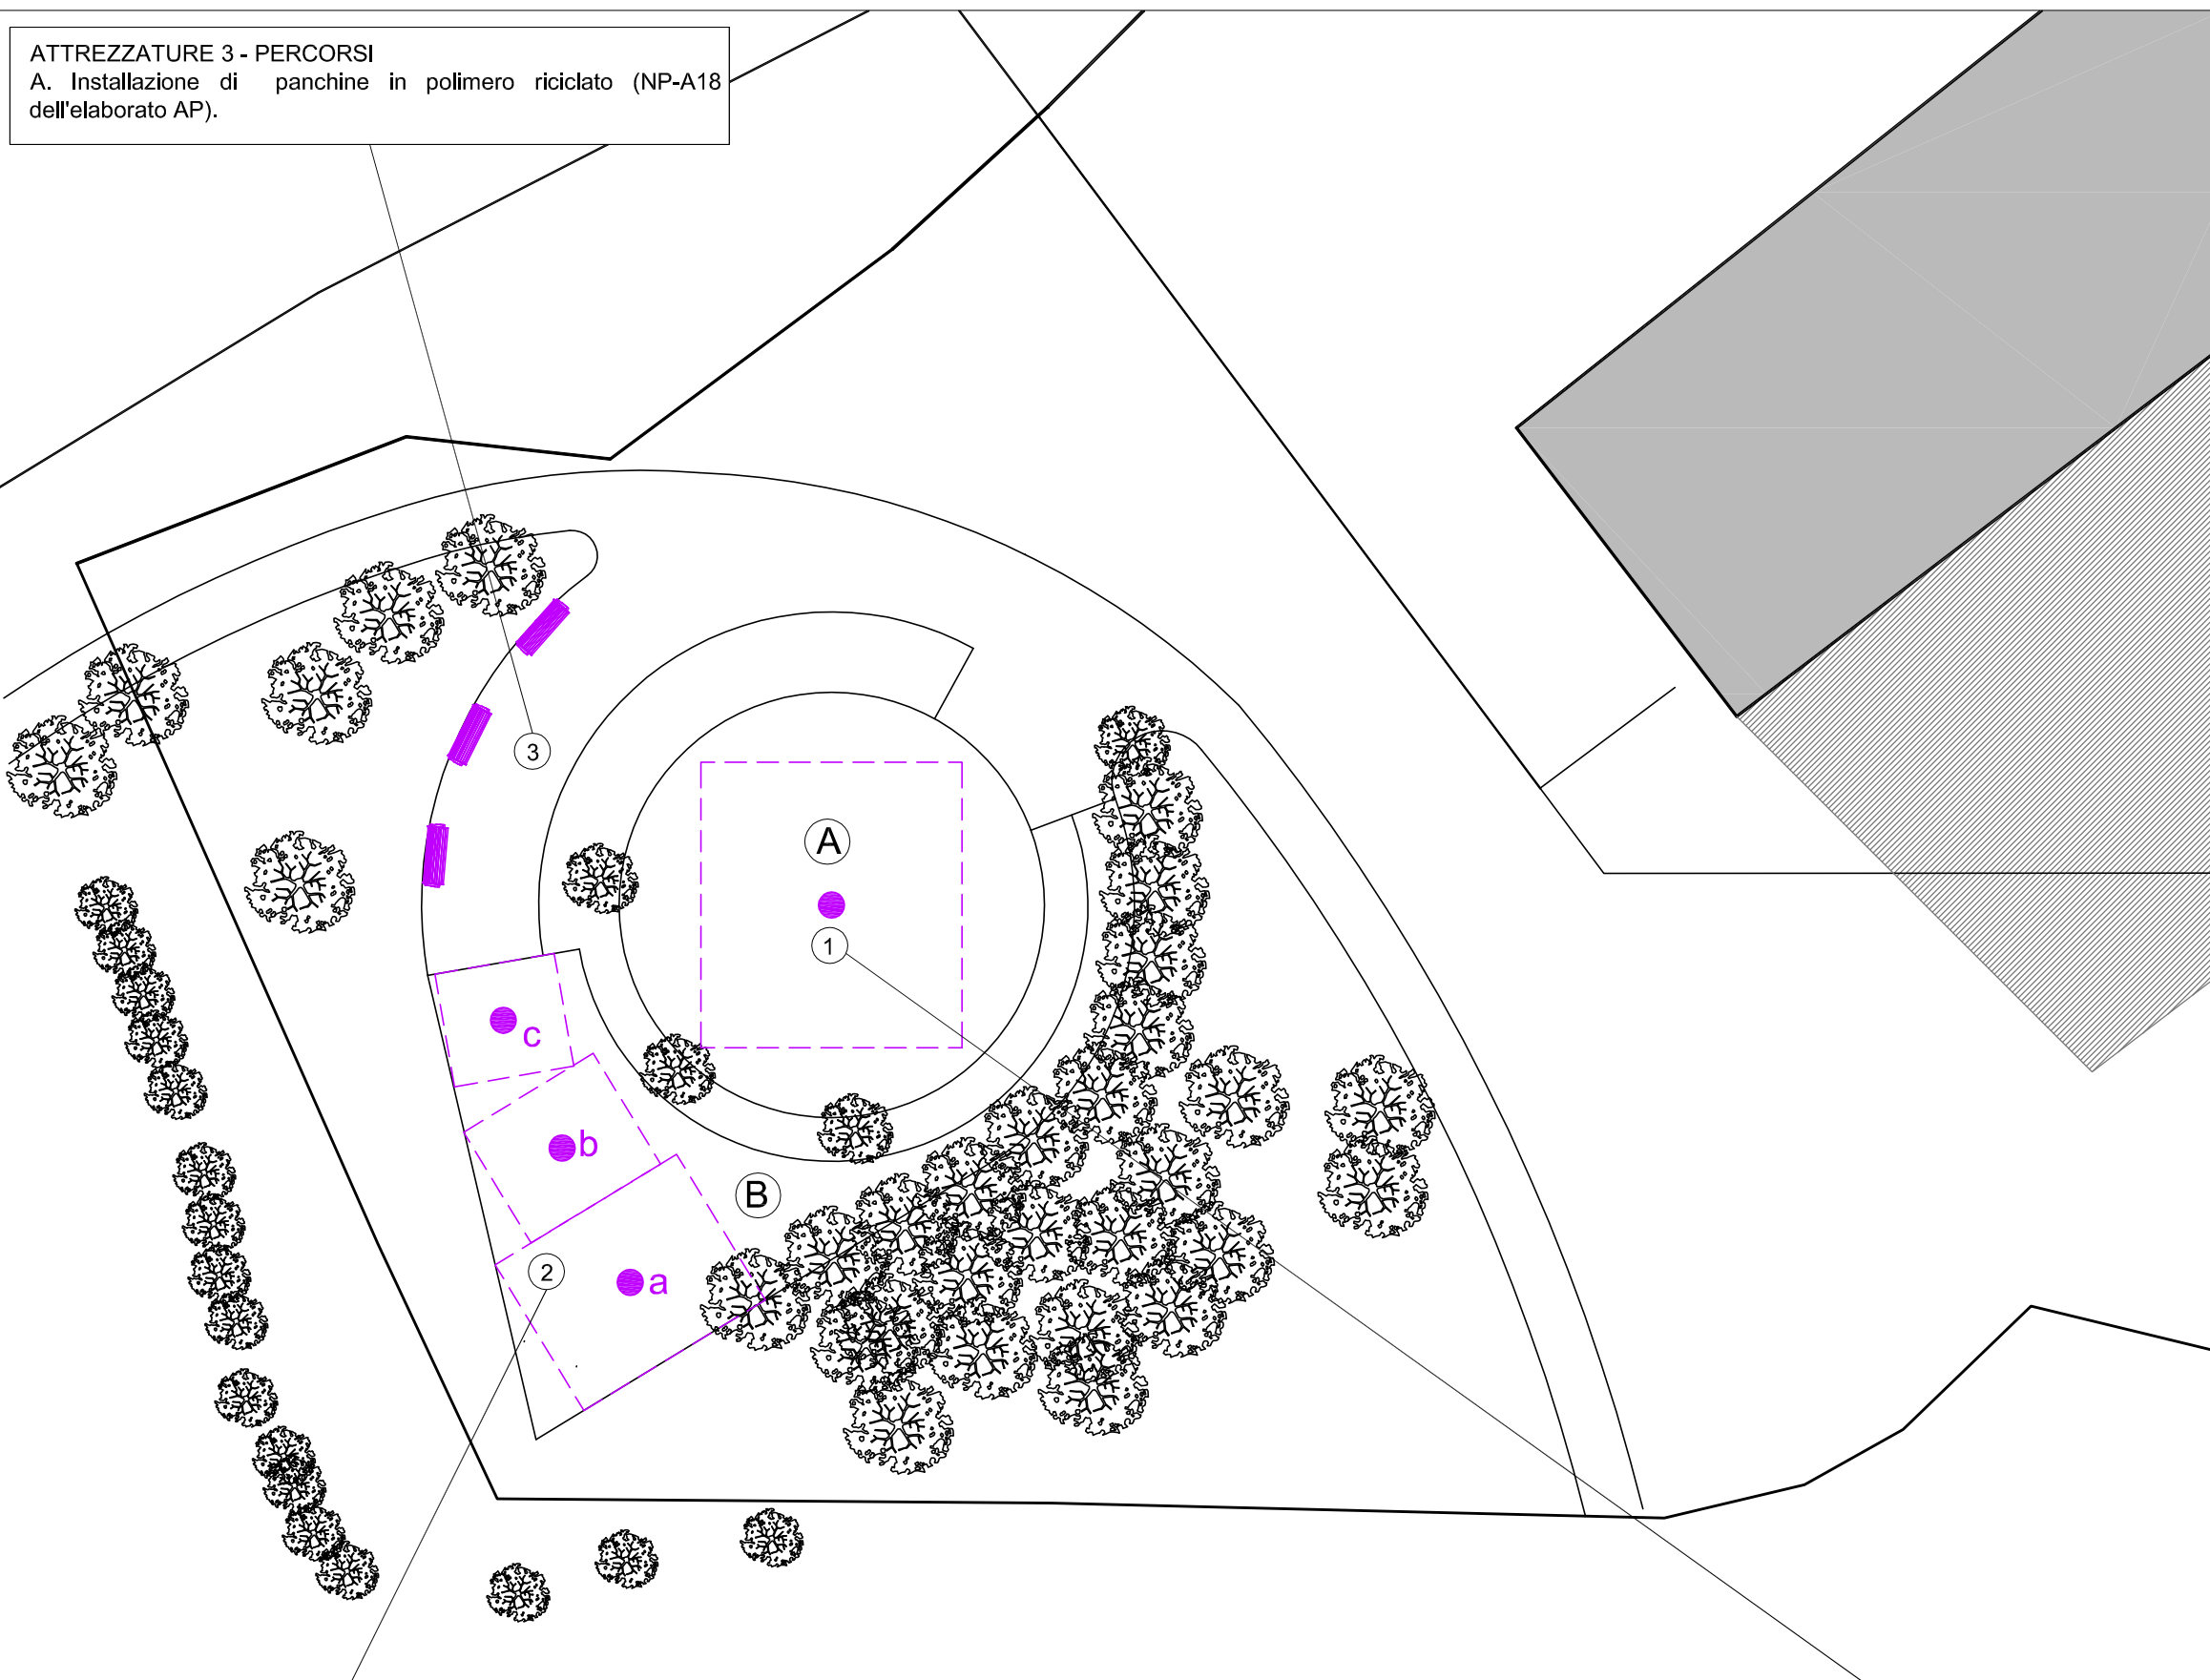 ATTREZZATURE 3 - PERCORSI
A. Installazione di panchine in polimero riciclato (NP-A18
dell'elaborato AP).
3
A
1
c
b
B
2
a